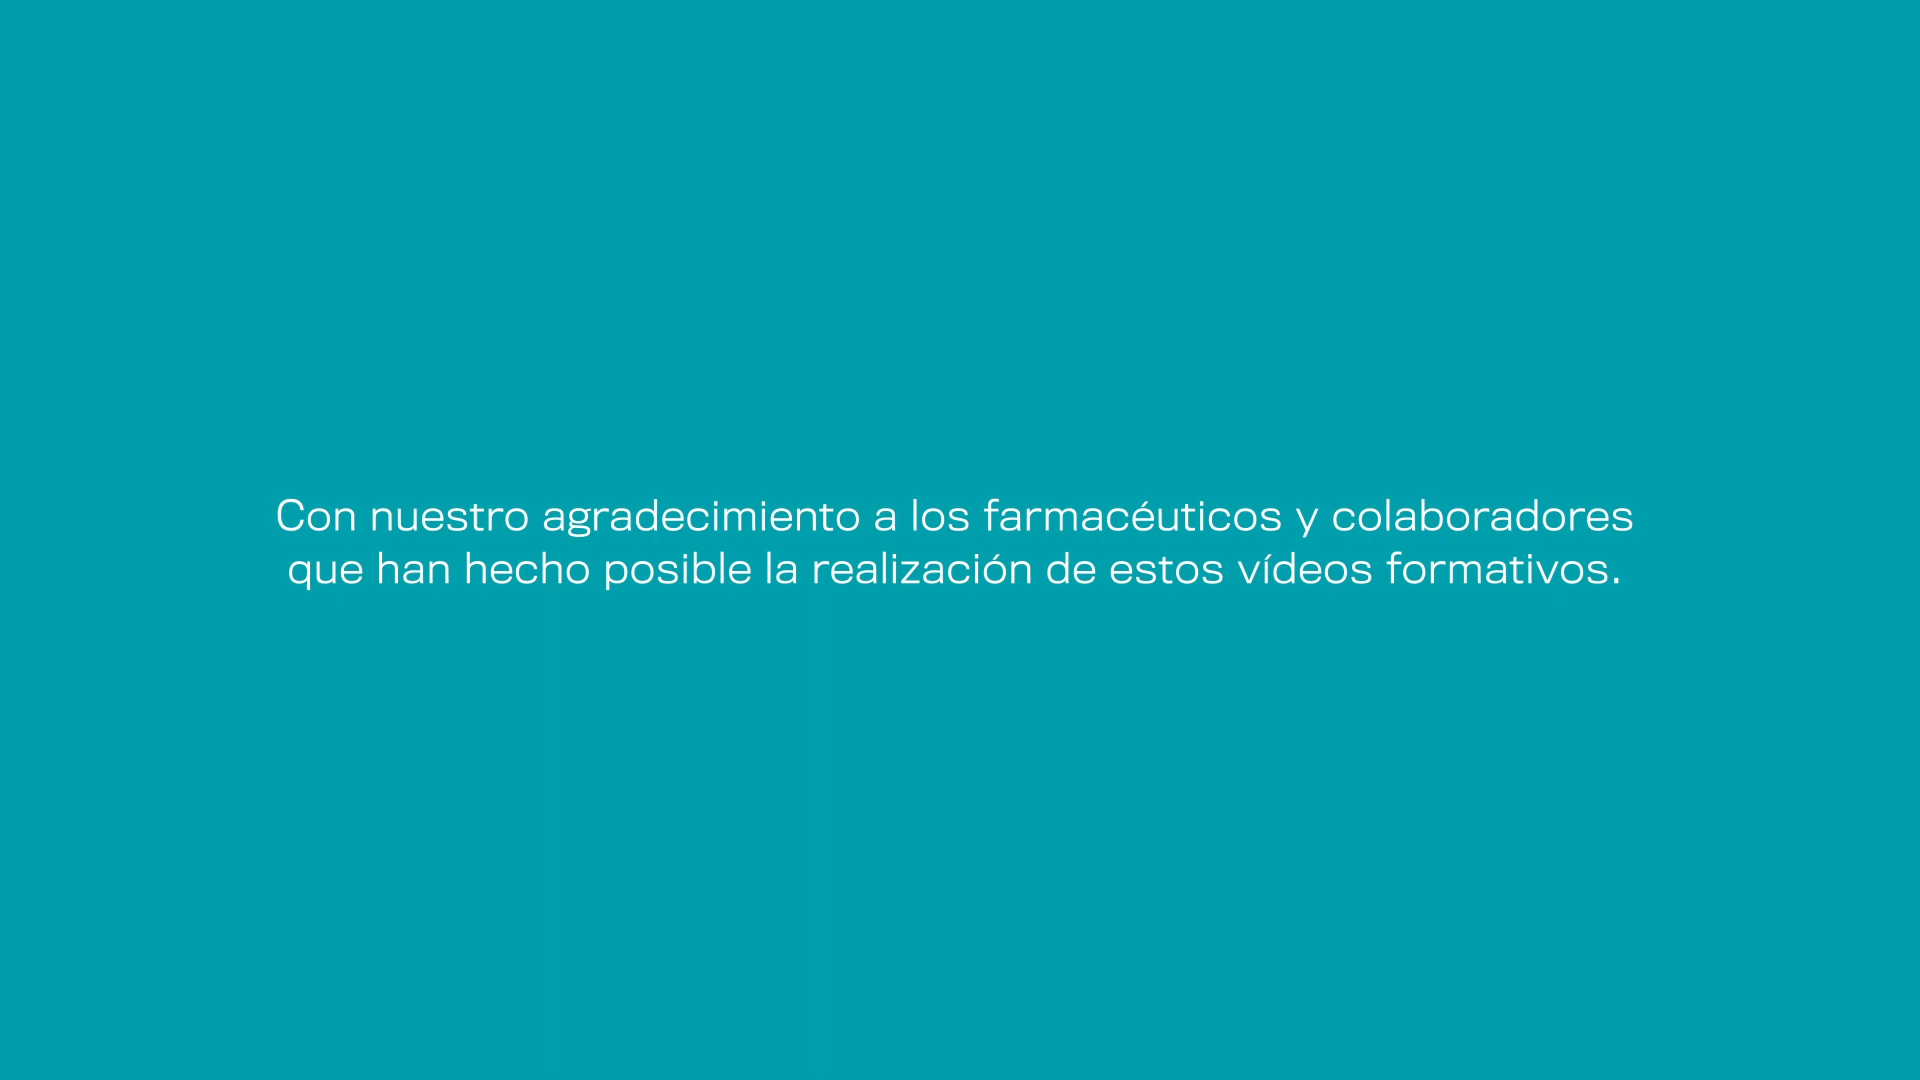 Con nuestro agradecimiento a los farmacéuticos y colaboradores
que han hecho posible la realización de estos vídeos formativos.